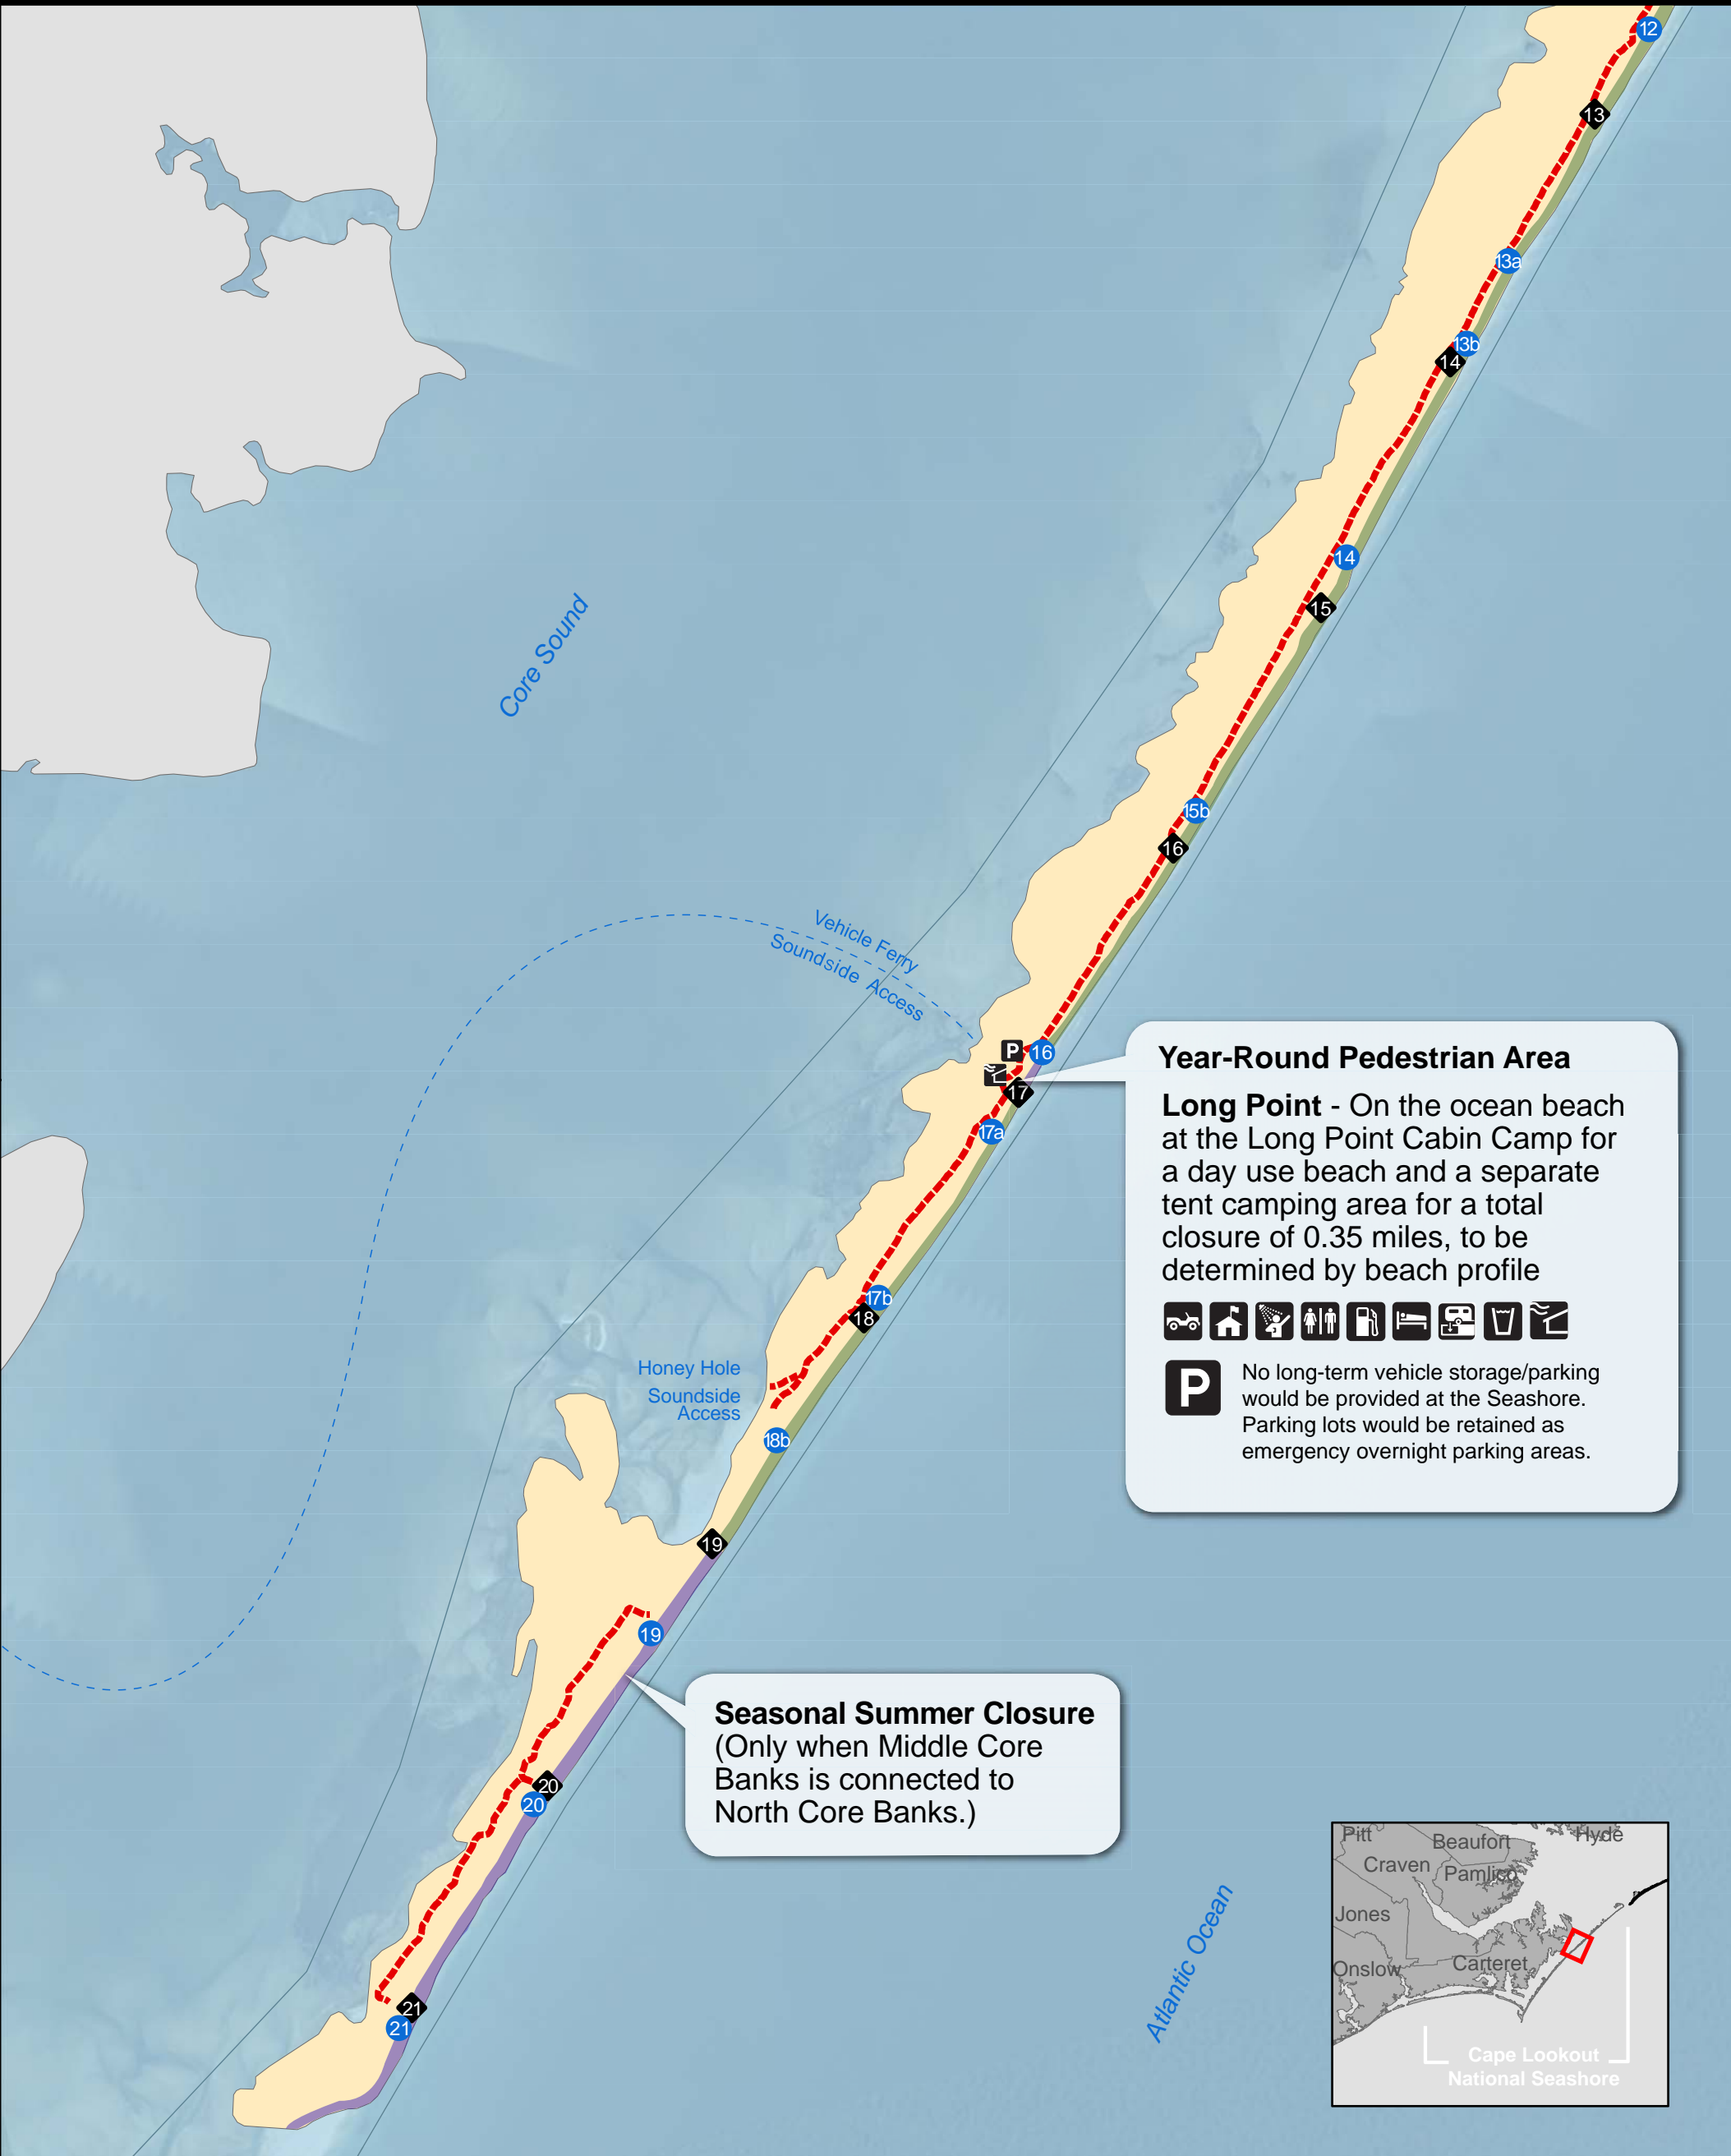 12
13
13a
13b
14
14
15
15b
16
Core Sound
Vehicle Ferry
Soundside Access
P
16
17
17a
Year-Round Pedestrian Area
Long Point - On the ocean beach
at the Long Point Cabin Camp for
a day use beach and a separate
tent camping area for a total
closure of 0.35 miles, to be
determined by beach profile
P
No long-term vehicle storage/parking
would be provided at the Seashore.
Parking lots would be retained as
emergency overnight parking areas.
17b
18
Honey Hole
Soundside
Access
18b
19
19
Seasonal Summer Closure
(Only when Middle Core
Banks is connected to
North Core Banks.)
20
20
21
21
Atlantic Ocean
Pitt
Beaufort
Hyde
Craven
Pamlico
Jones
Onslow
Carteret
Cape Lookout
National Seashore